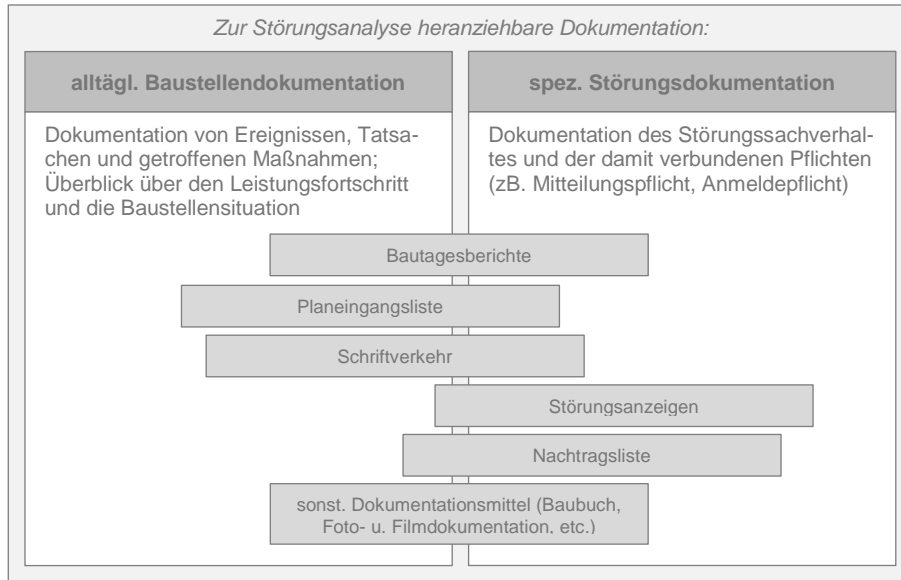 Zur Störungsanalyse heranziehbare Dokumentation:
alltägl. Baustellendokumentation
Dokumentation von Ereignissen, Tatsa-
chen und getroffenen Maßnahmen;
Überblick über den Leistungsfortschritt
und die Baustellensituation
spez. Störungsdokumentation
Dokumentation des Störungssachverhal-
tes und der damit verbundenen Pflichten
(zB. Mitteilungspflicht, Anmeldepflicht)
Bautagesberichte
Planeingangsliste
Schriftverkehr
Störungsanzeigen
Nachtragsliste
sonst. Dokumentationsmittel (Baubuch,
Foto- u. Filmdokumentation, etc.)